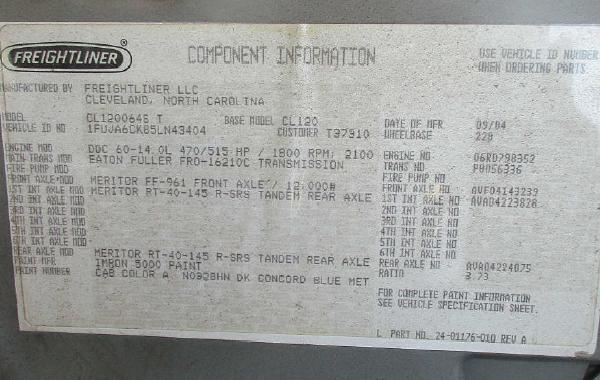 FREIGHTLINER
COMPONENT INFORMATION
USE VEHICLE ID NUMBER
WHEN ORDERING PARTS.
MANUFACTURED BY FREIGHTLINER LLC
CLEVELAND, NORTH CAROLINA
MODEL CL120064S T BASE MODEL CL120 DATE OF MFR 09/04
VEHICLE ID NO 1FUJA6CK85LN43404 CUSTOMER T37910 WHEELBASE 228
ENGINE MOD DDC 60-14.0L 470/515 HP / 1800 RPM; 2100 ENGINE NO 06R0798352
MAIN TRANS MOD EATON FULLER FRO-16210C TRANSMISSION TRANS NO
FIRE PUMP MOD FIRE PUMP NO
FRONT AXLE MOD MERITOR FF-961 FRONT AXLE / 12,000# FRONT AXLE NO AVF04143239
1ST INT AXLE MOD MERITOR RT-40-145 R-SRS TANDEM REAR AXLE 1ST INT AXLE NO AVA04223828
2ND INT AXLE MOD 2ND INT AXLE NO
3RD INT AXLE MOD 3RD INT AXLE NO
4TH INT AXLE MOD 4TH INT AXLE NO
5TH INT AXLE MOD 5TH INT AXLE NO
6TH INT AXLE MOD 6TH INT AXLE NO
REAR AXLE MOD MERITOR RT-40-145 R-SRS TANDEM REAR AXLE REAR AXLE NO AVA04224075
PAINT MFR IMRON 5000 PAINT RATIO 3.73
PAINT NUMBER CAB COLOR A N0828HN DK CONCORD BLUE MET
FOR COMPLETE PAINT INFORMATION
SEE VEHICLE SPECIFICATION SHEET.
PART NO. 24-01176-010 REV A